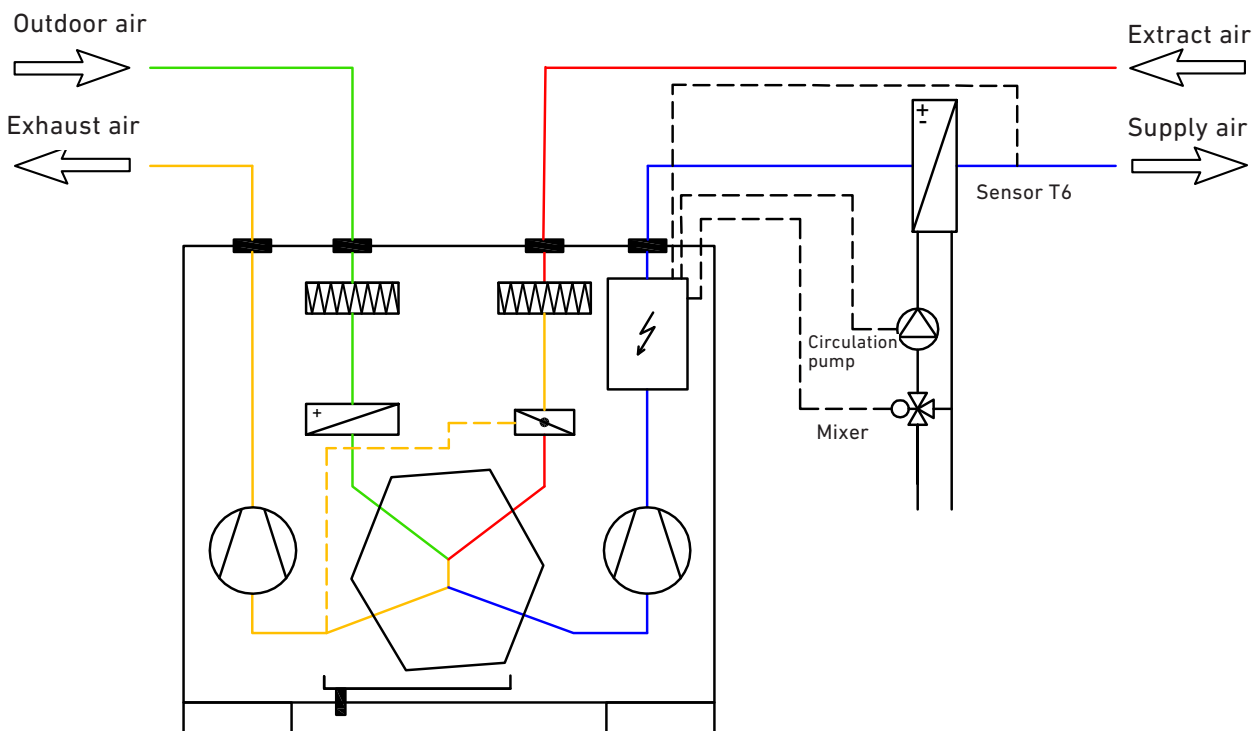 Outdoor air
Extract air
Exhaust air
Supply air
+
-
Sensor T6
Circulation
pump
+
Mixer